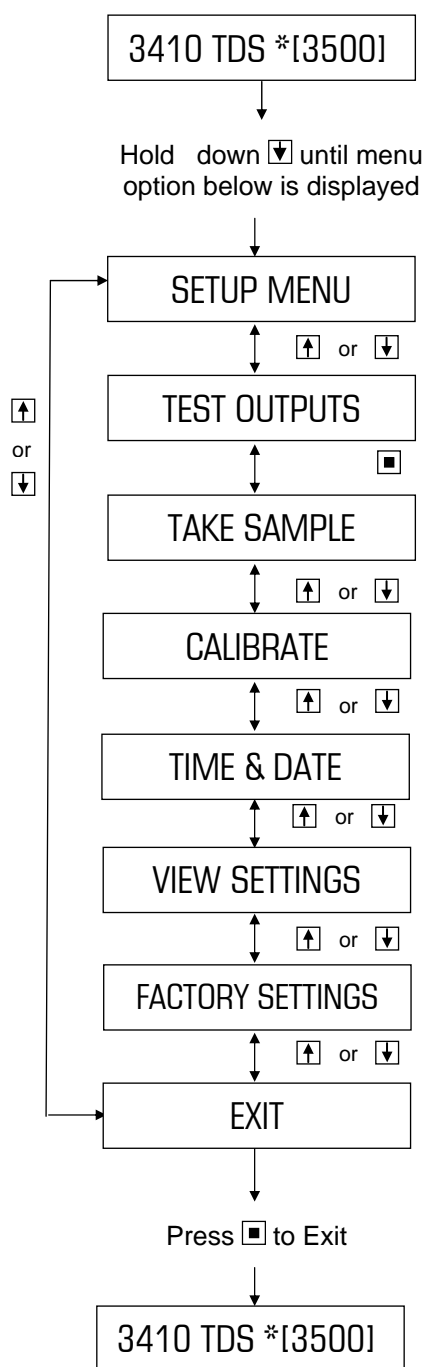 3410 TDS *[3500]
Hold down until menu
option below is displayed
SETUP MENU
or
TEST OUTPUTS
or
TAKE SAMPLE
or
CALIBRATE
or
TIME & DATE
or
VIEW SETTINGS
or
FACTORY SETTINGS
or
EXIT
Press to Exit
3410 TDS *[3500]